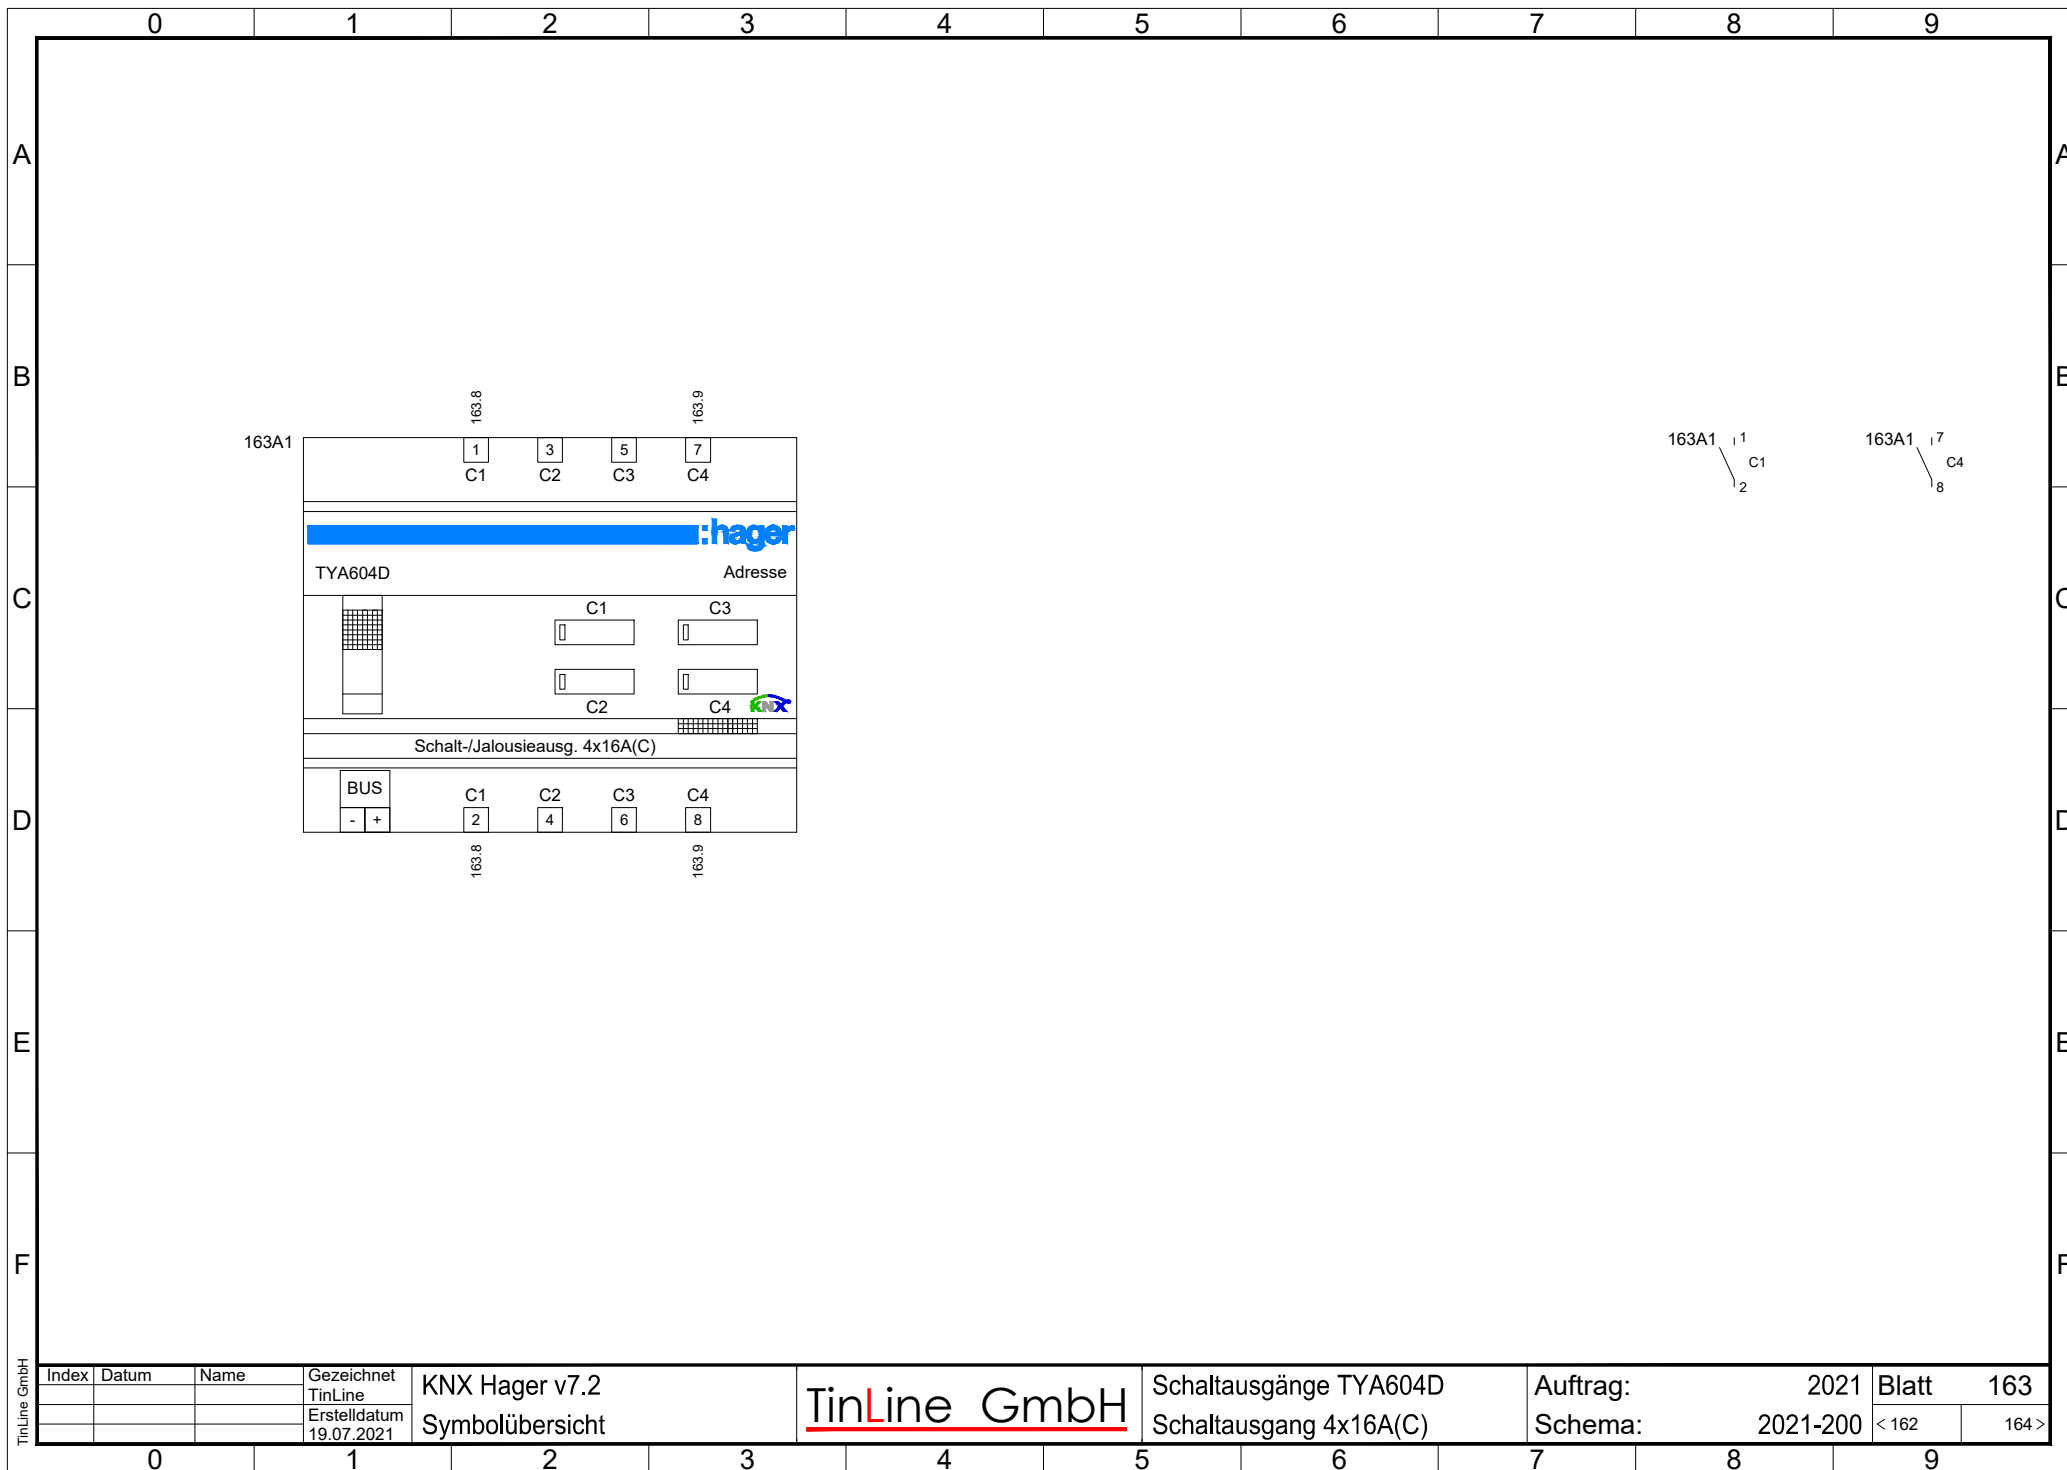 0 1 2 3 4 5 6 7 8 9
A A
B B
163.8 163.9
163A1 1 3 5 7
C1 C2 C3 C4
163A1 1 C1 2
163A1 7 C4 8
:hager
TYA604D Adresse
C C
C1 C3
C2 C4 KNX
Schalt-/Jalousieausg. 4x16A(C)
BUS C1 C2 C3 C4
- + 2 4 6 8
D D
163.8 163.9
E E
F F
TinLine GmbH
Index Datum Name
Gezeichnet
TinLine
Erstelldatum
19.07.2021
KNX Hager v7.2
Symbolübersicht
TinLine GmbH
Schaltausgänge TYA604D
Schaltausgang 4x16A(C)
Auftrag: 2021
Schema: 2021-200
Blatt 163
< 162 164 >
0 1 2 3 4 5 6 7 8 9